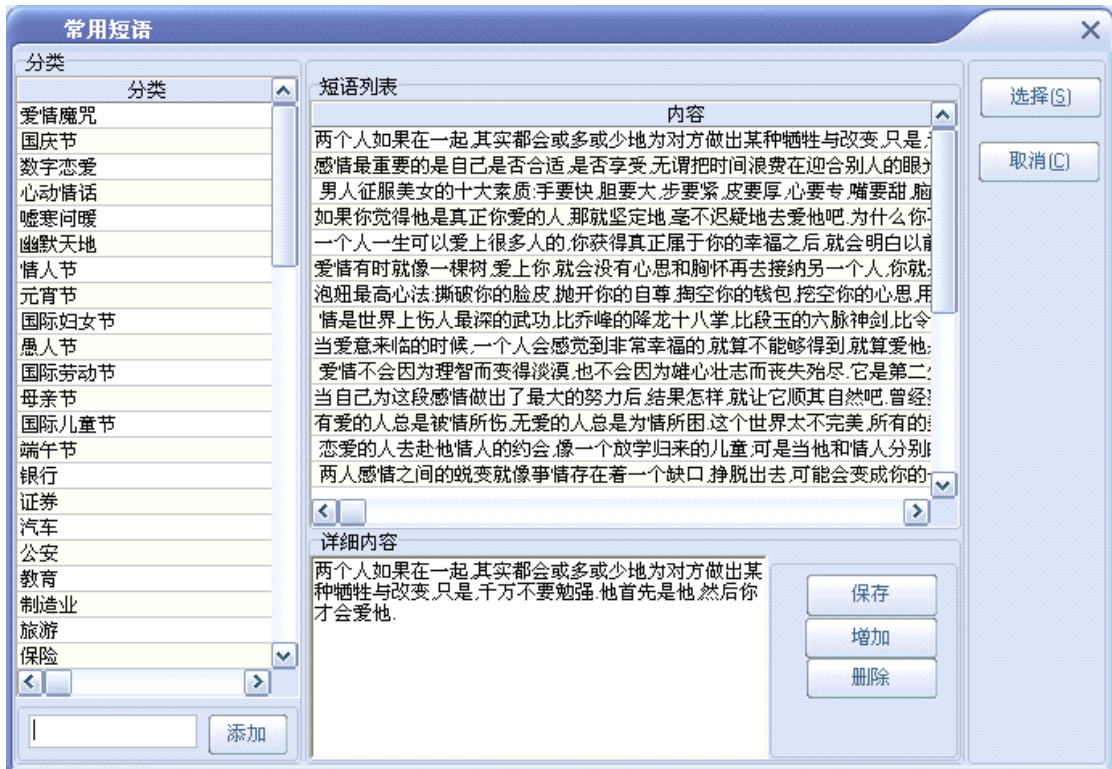 常用短语
分类
分类
爱情魔咒
国庆节
数字恋爱
心动情话
嘘寒问暖
幽默天地
情人节
元宵节
国际妇女节
愚人节
国际劳动节
母亲节
国际儿童节
端午节
银行
证券
汽车
公安
教育
制造业
旅游
保险
添加
短语列表
内容
两个人如果在一起,其实都会或多或少地为对方做出某种牺牲与改变,只是,
感情最重要的是自己是否合适,是否享受,无谓把时间浪费在迎合别人的眼
男人征服美女的十大素质:手要快,胆要大,步要紧,皮要厚,心要专,嘴要甜,脑
如果你觉得他是真正你爱的人,那就坚定地,毫不迟疑地去爱他吧.为什么你
一个人一生可以爱上很多人的,你获得真正属于你的幸福之后,就会明白以前
爱情有时就像一棵树,爱上你,就会没有心思和胸怀再去接纳另一个人,你就
泡妞最高心法:撕破你的脸皮,抛开你的自尊,掏空你的钱包,挖空你的心思,用
情是世界上伤人最深的武功,比乔峰的降龙十八掌,比段玉的六脉神剑,比令
当爱意来临的时候,一个人会感觉到非常幸福的,就算不能够得到,就算爱他
爱情不会因为理智而变得淡漠,也不会因为雄心壮志而丧失殆尽.它是第二
当自己为这段感情做出了最大的努力后,结果怎样,就让它顺其自然吧.曾经
有爱的人总是被情所伤,无爱的人总是为情所困.这个世界太不完美,所有的
恋爱的人去赴他情人的约会,像一个放学归来的儿童;可是当他和情人分别
两人感情之间的蜕变就像事情存在着一个缺口,挣脱出去,可能会变成你的
详细内容
两个人如果在一起,其实都会或多或少地为对方做出某
种牺牲与改变,只是,千万不要勉强.他首先是他,然后你
才会爱他.
保存
增加
删除
选择(S)
取消(C)